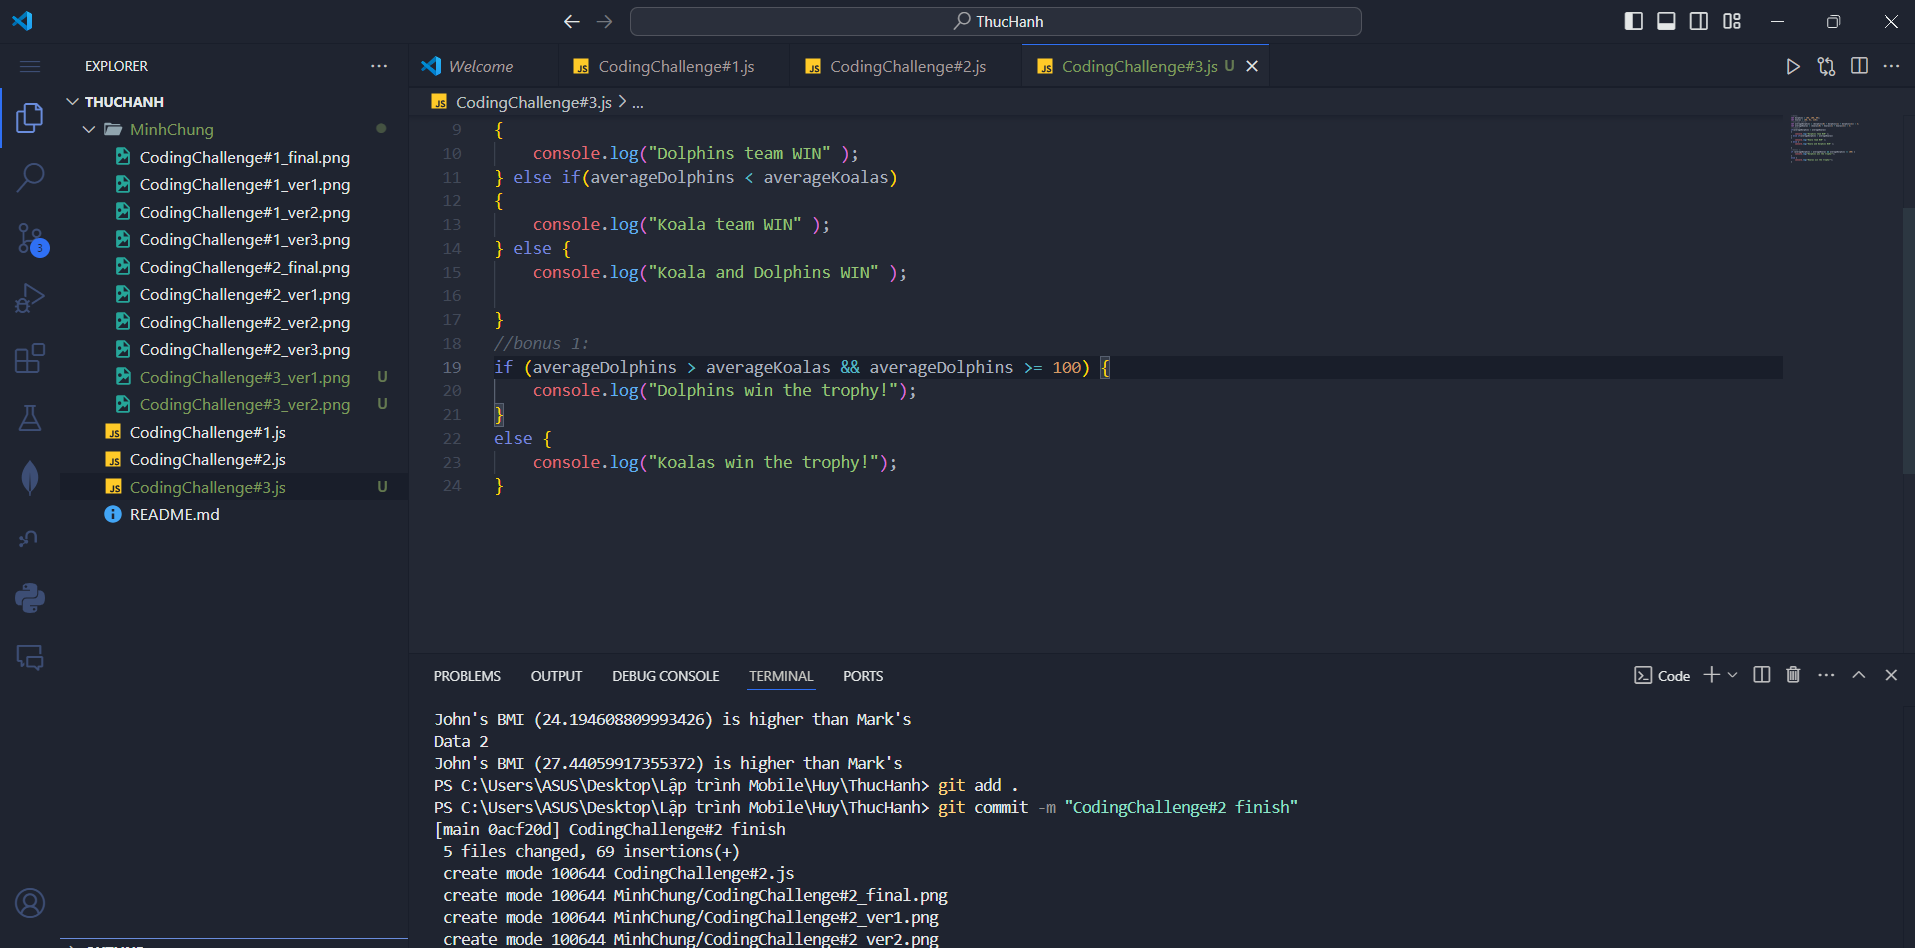 ThucHanh
EXPLORER
THUCHANH
MinhChung
CodingChallenge#1_final.png
CodingChallenge#1_ver1.png
CodingChallenge#1_ver2.png
CodingChallenge#1_ver3.png
CodingChallenge#2_final.png
CodingChallenge#2_ver1.png
CodingChallenge#2_ver2.png
CodingChallenge#2_ver3.png
CodingChallenge#3_ver1.png U
CodingChallenge#3_ver2.png U
CodingChallenge#1.js
CodingChallenge#2.js
CodingChallenge#3.js U
README.md
3
Welcome
CodingChallenge#1.js
CodingChallenge#2.js
CodingChallenge#3.js U
CodingChallenge#3.js > ...
9 {
10 console.log("Dolphins team WIN" );
11 } else if(averageDolphins < averageKoalas)
12 {
13 console.log("Koala team WIN" );
14 } else {
15 console.log("Koala and Dolphins WIN" );
16
17 }
18 //bonus 1:
19 if (averageDolphins > averageKoalas && averageDolphins >= 100) {
20 console.log("Dolphins win the trophy!");
21 }
22 else {
23 console.log("Koalas win the trophy!");
24 }
PROBLEMS OUTPUT DEBUG CONSOLE TERMINAL PORTS
Code
John's BMI (24.194608809993426) is higher than Mark's
Data 2
John's BMI (27.44059917355372) is higher than Mark's
PS C:\Users\ASUS\Desktop\Lập trình Mobile\Huy\ThucHanh> git add .
PS C:\Users\ASUS\Desktop\Lập trình Mobile\Huy\ThucHanh> git commit -m "CodingChallenge#2 finish"
[main 0acf20d] CodingChallenge#2 finish
5 files changed, 69 insertions(+)
create mode 100644 CodingChallenge#2.js
create mode 100644 MinhChung/CodingChallenge#2_final.png
create mode 100644 MinhChung/CodingChallenge#2_ver1.png
create mode 100644 MinhChung/CodingChallenge#2_ver2.png